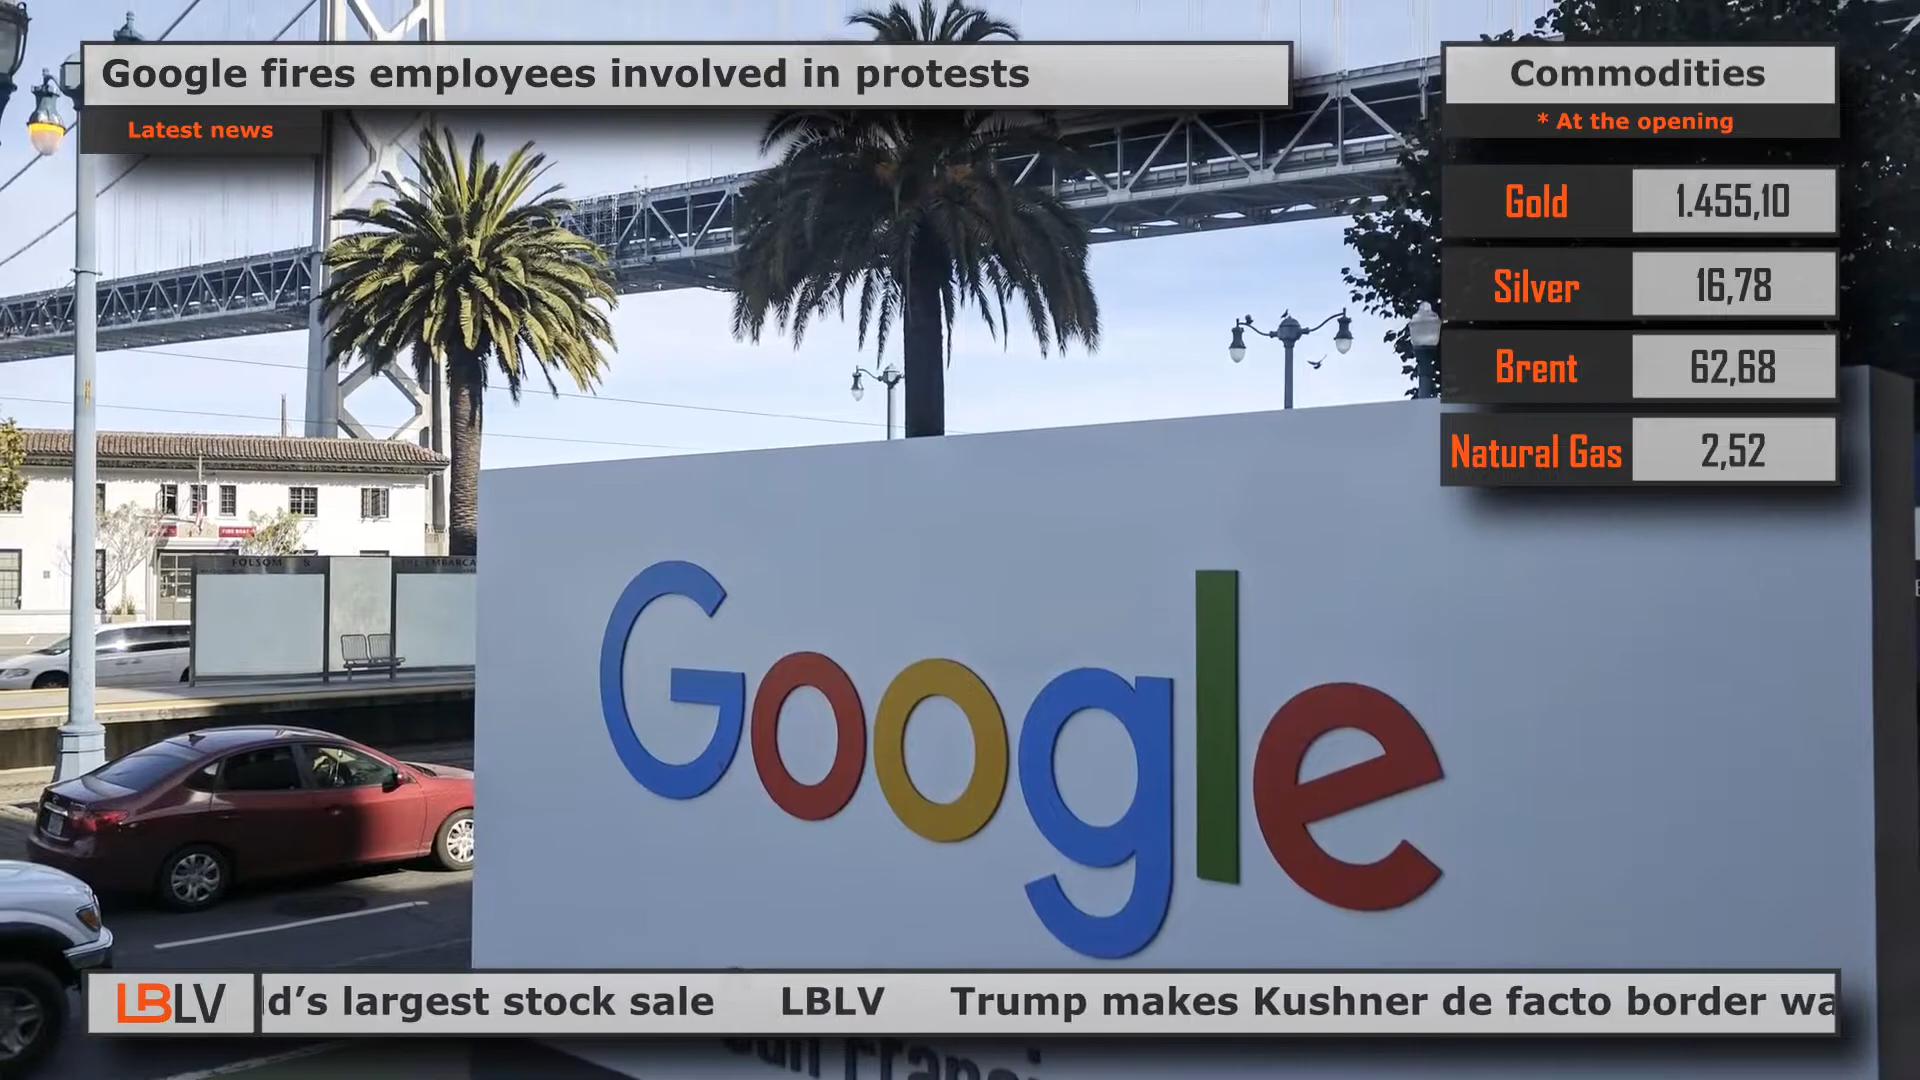 Google fires employees involved in protests
Latest news
Commodities
* At the opening
Gold 1.455,10
Silver 16,78
Brent 62,68
Natural Gas 2,52
FOLSOM &
Google
LBLV d's largest stock sale LBLV Trump makes Kushner de facto border wa